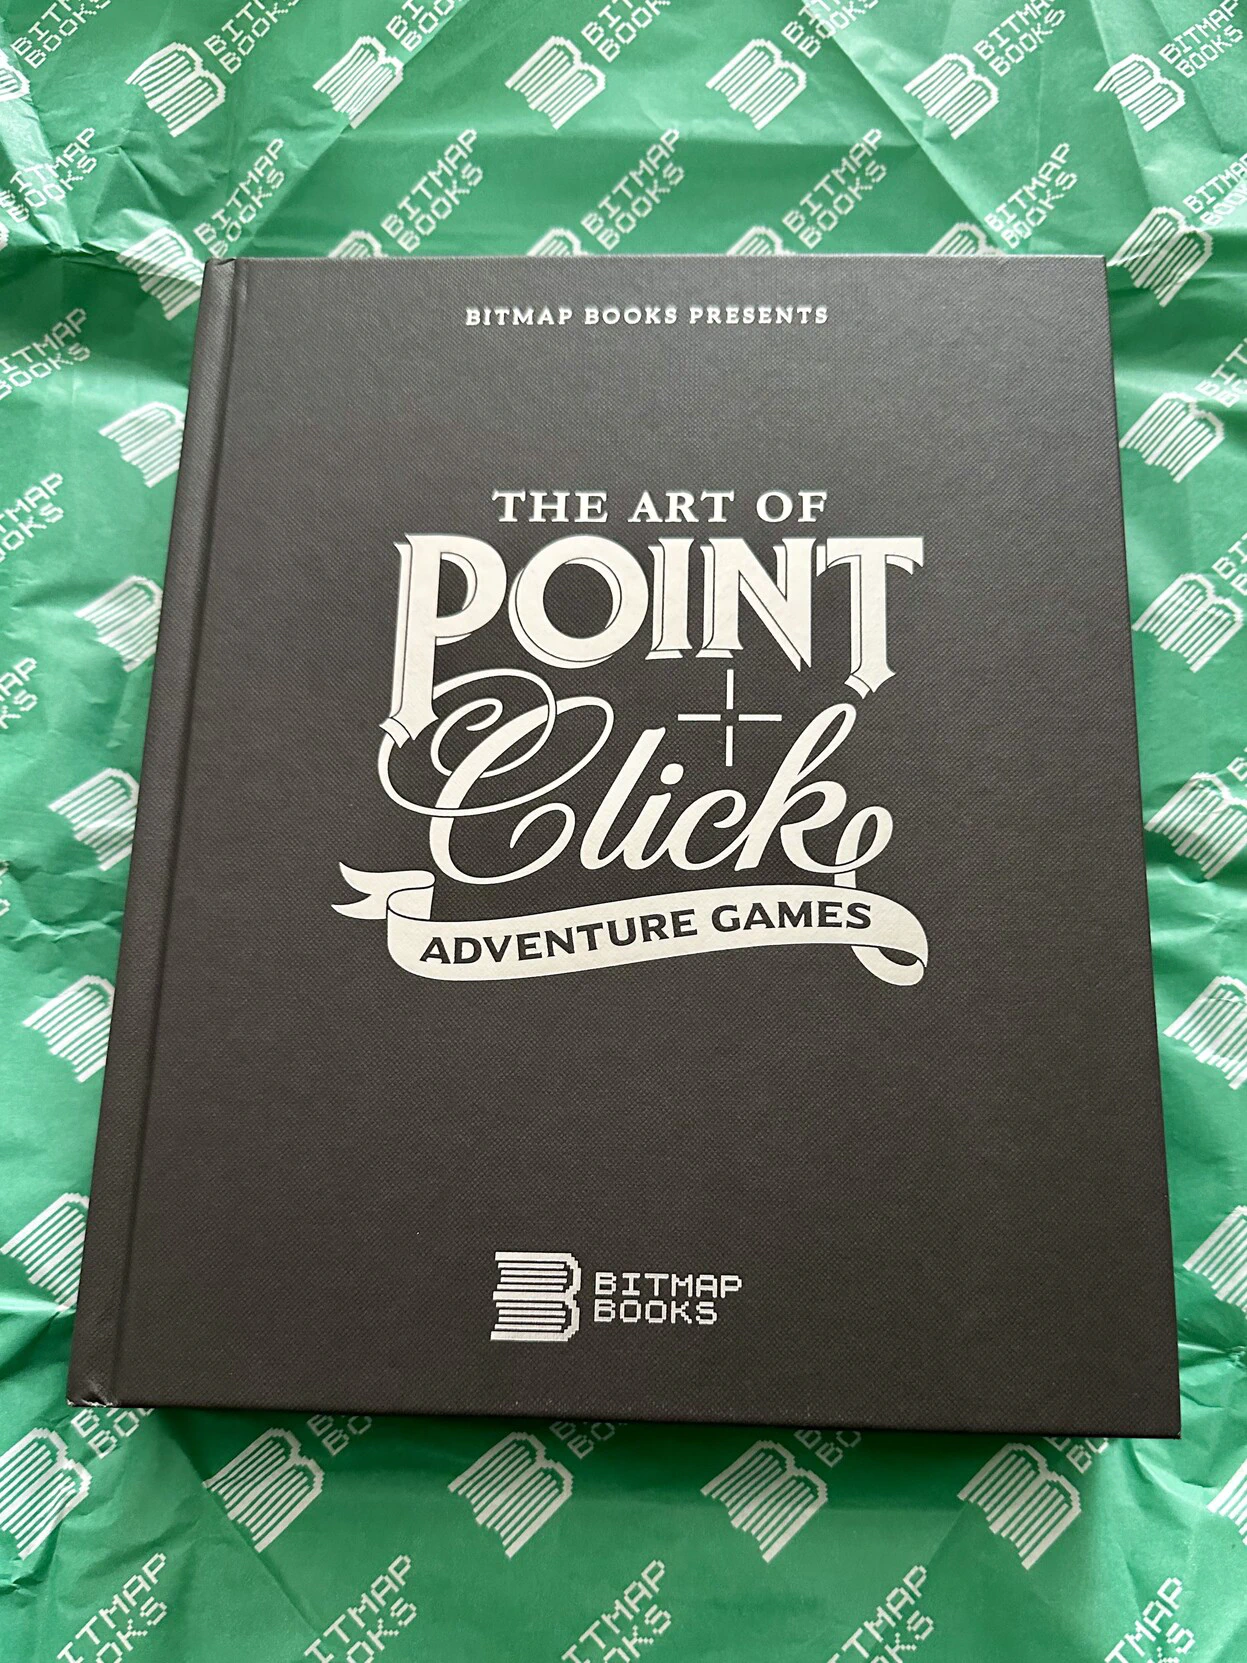 BITMAP BOOKS PRESENTS
THE ART OF
POINT
Click
ADVENTURE GAMES
BITMAP
BOOKS